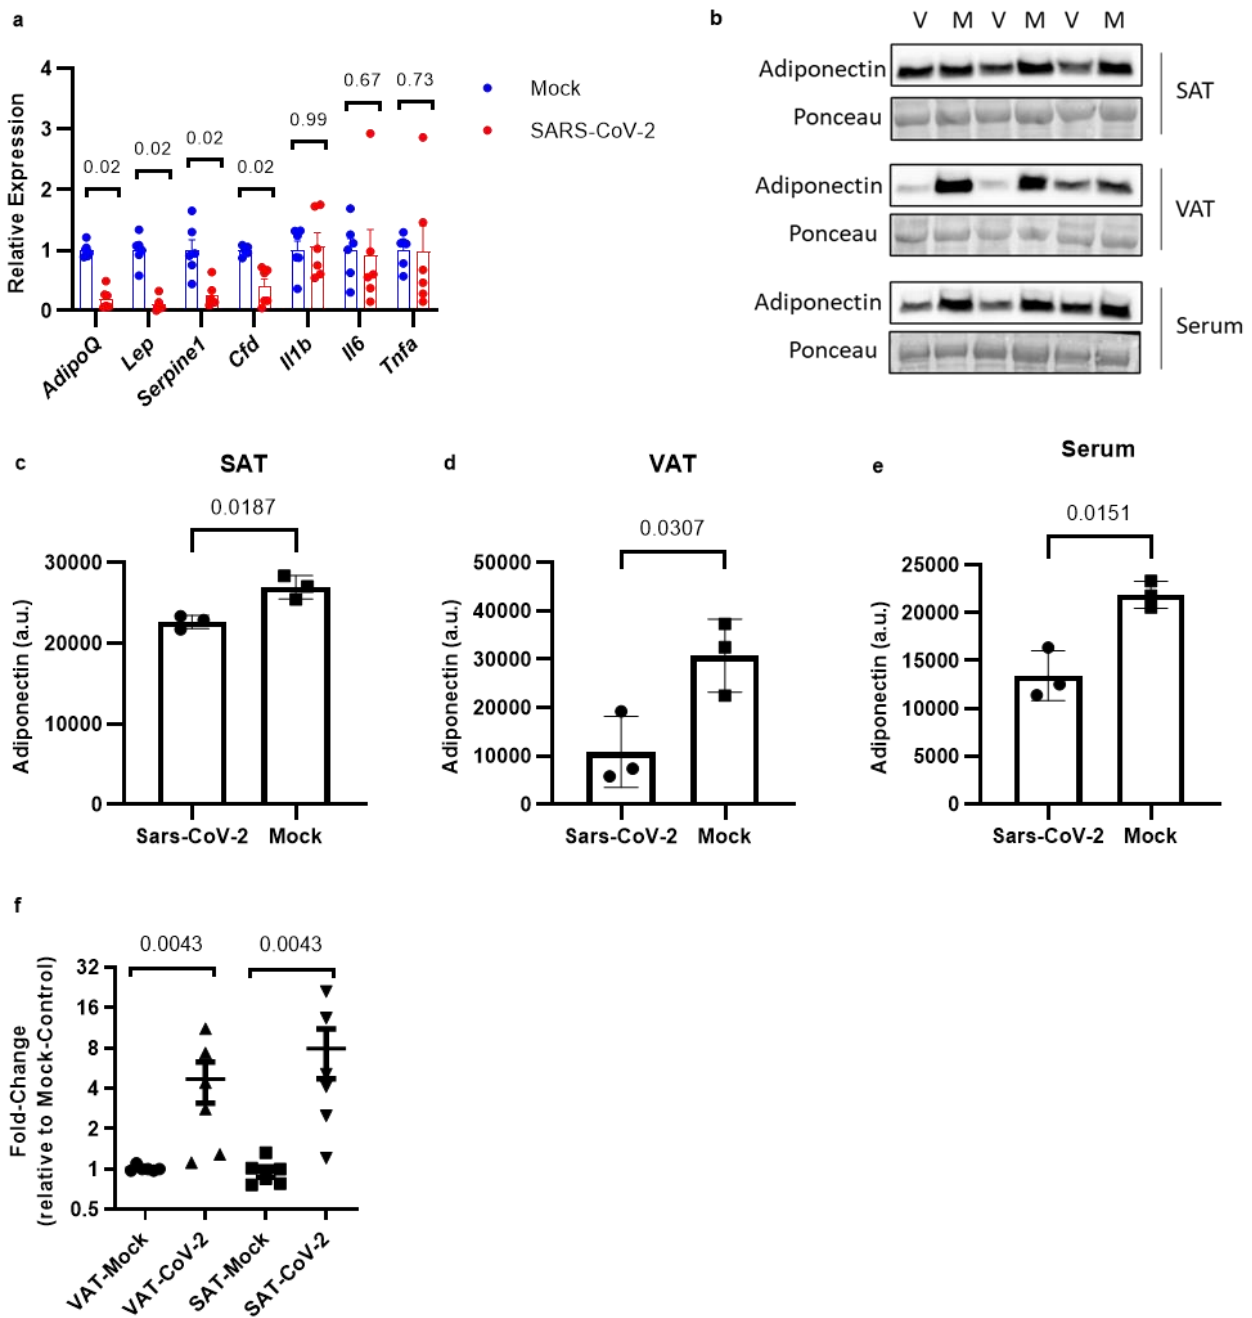 a
4
3
2
1
0
Relative Expression
0.02
0.02
0.02
0.02
0.99
0.67
0.73
Mock
SARS-CoV-2
AdipoQ
Lep
Serpine1
Cfd
Il1b
Il6
Tnfa
b
V M V M V M
Adiponectin
Ponceau
SAT
Adiponectin
Ponceau
VAT
Adiponectin
Ponceau
Serum
c
SAT
0.0187
30000
20000
10000
0
Adiponectin (a.u.)
Sars-CoV-2 Mock
d
VAT
0.0307
50000
40000
30000
20000
10000
0
Adiponectin (a.u.)
Sars-CoV-2 Mock
e
Serum
0.0151
25000
20000
15000
10000
5000
0
Adiponectin (a.u.)
Sars-CoV-2 Mock
f
0.0043
0.0043
32
16
8
4
2
1
0.5
Fold-Change
(relative to Mock-Control)
VAT-Mock
VAT-CoV-2
SAT-Mock
SAT-CoV-2